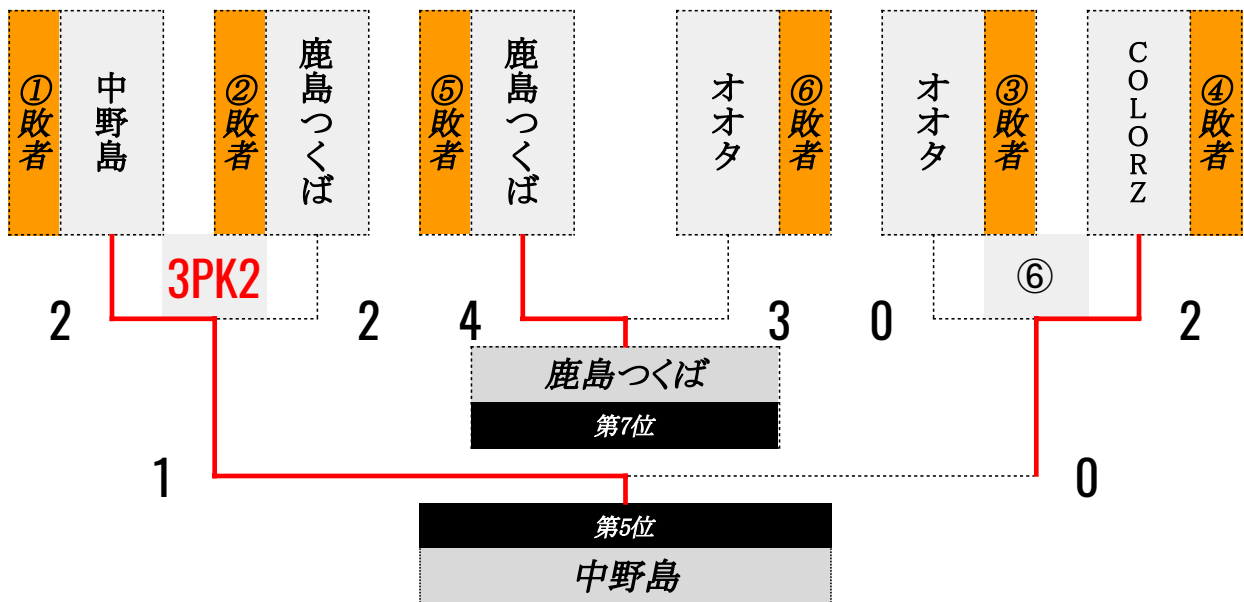 ①敗者
中野島
②敗者
鹿島つくば
⑤敗者
鹿島つくば
オオタ
⑥敗者
オオタ
③敗者
COLORZ
④敗者
3PK2
⑥
2
2
4
3
0
2
鹿島つくば
第7位
1
0
第5位
中野島